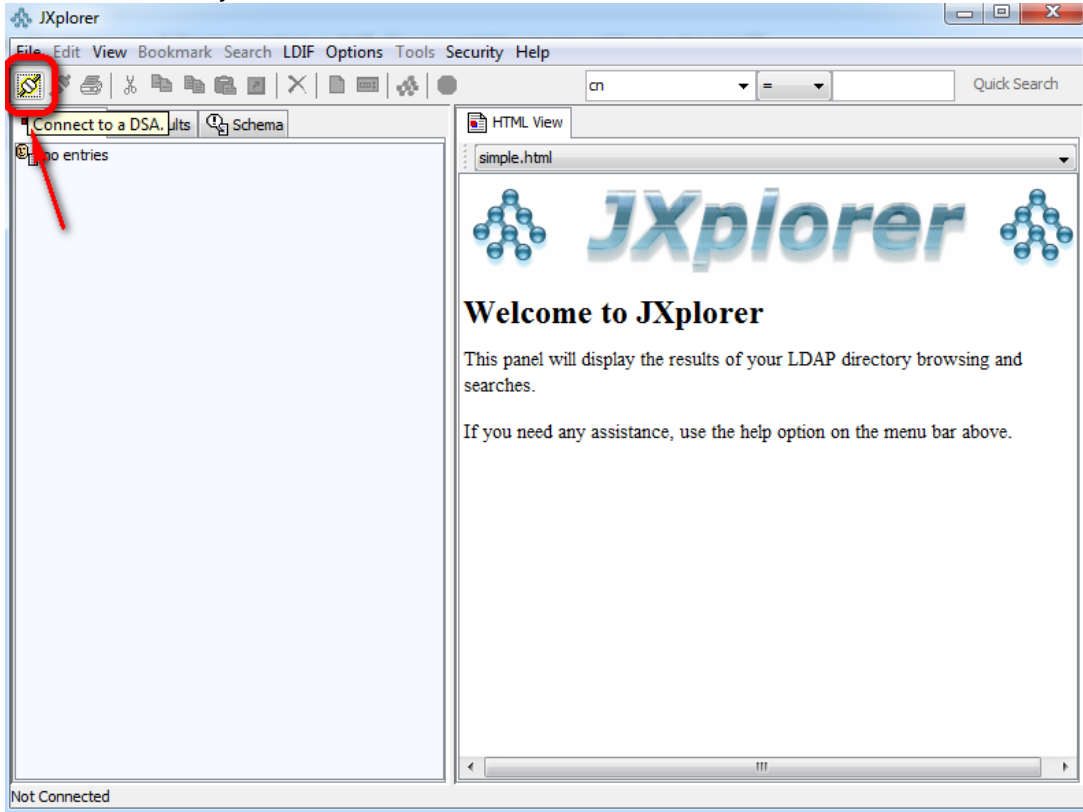 JXplorer
File Edit View Bookmark Search LDIF Options Tools Security Help
cn = Quick Search
Connect to a DSA. ults Schema
HTML View
no entries
simple.html
JXplorer
Welcome to JXplorer
This panel will display the results of your LDAP directory browsing and
searches.
If you need any assistance, use the help option on the menu bar above.
Not Connected